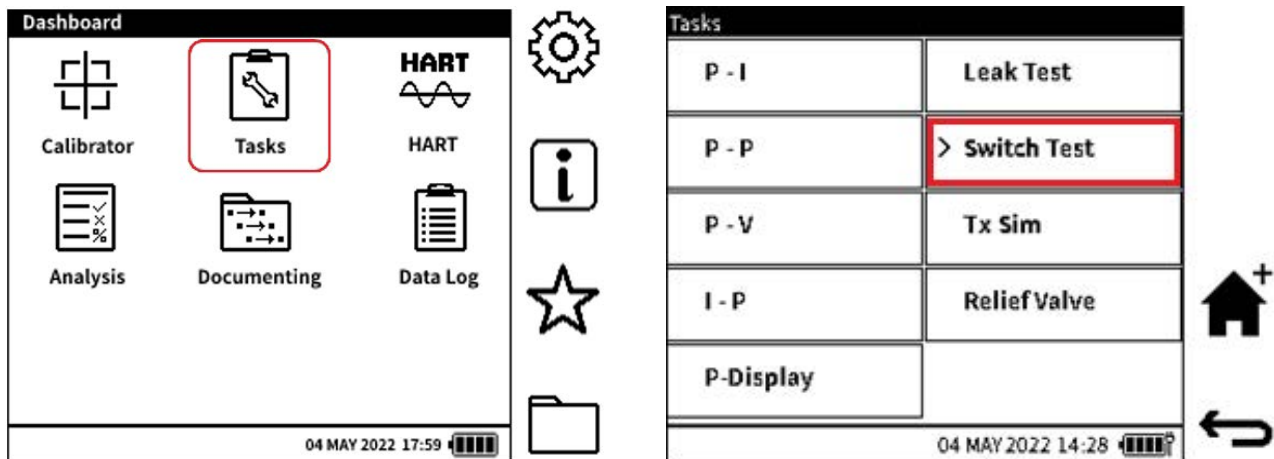 Dashboard
HART
Calibrator Tasks HART
Analysis Documenting Data Log
04 MAY 2022 17:59
Tasks
P - I Leak Test
P - P > Switch Test
P - V Tx Sim
I - P Relief Valve
P-Display
04 MAY 2022 14:28